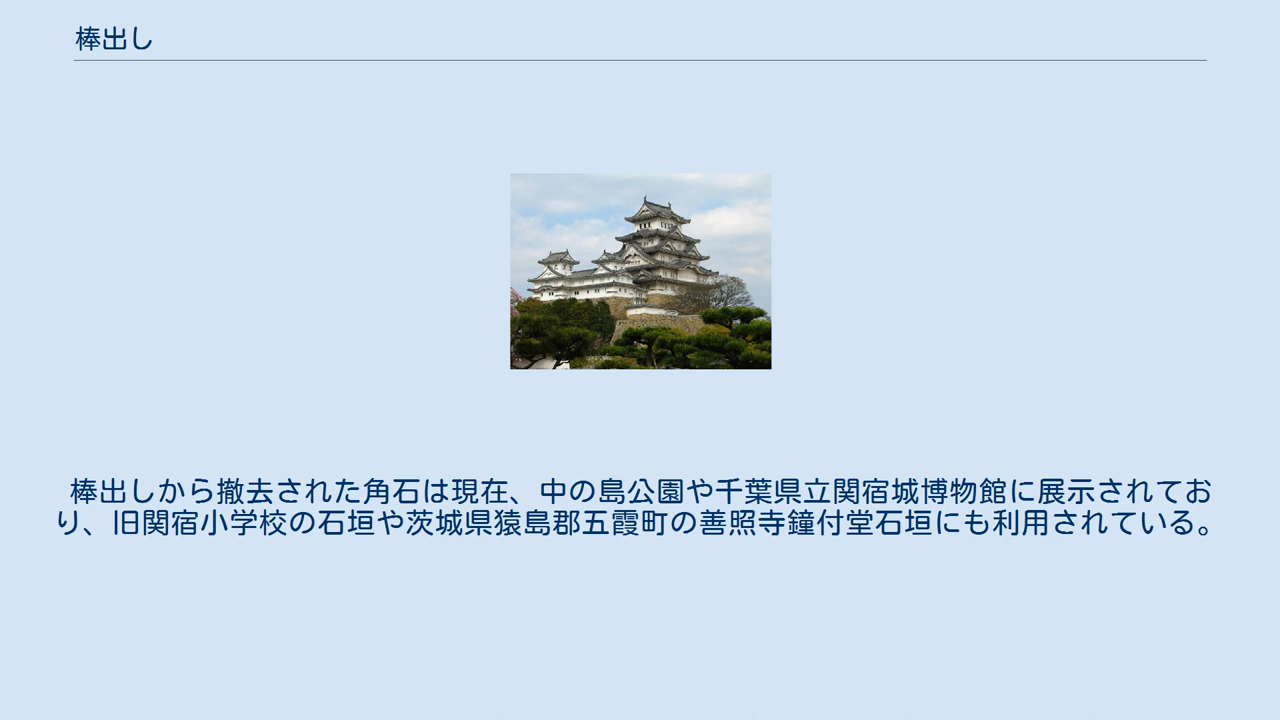 棒出し
棒出しから撤去された角石は現在、中の島公園や千葉県立関宿城博物館に展示されてお
り、旧関宿小学校の石垣や茨城県猿島郡五霞町の善照寺鐘付堂石垣にも利用されている。